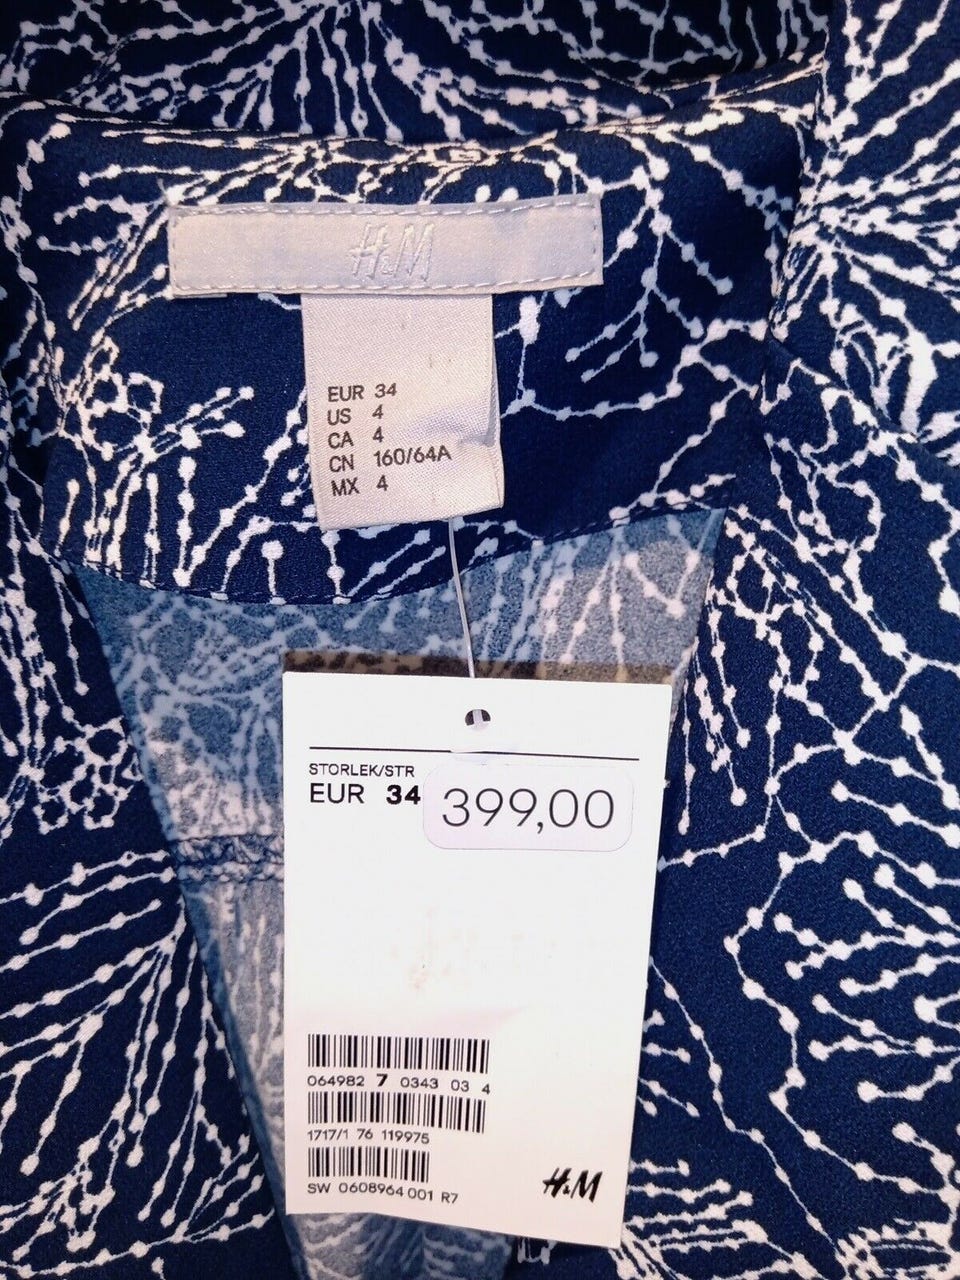 H&M
EUR 34
US 4
CA 4
CN 160/64A
MX 4
STORLEK/STR
EUR 34
399,00
064982 7 0343 03 4
1717/1 76 119975
SW 0608964 001 R7
H&M